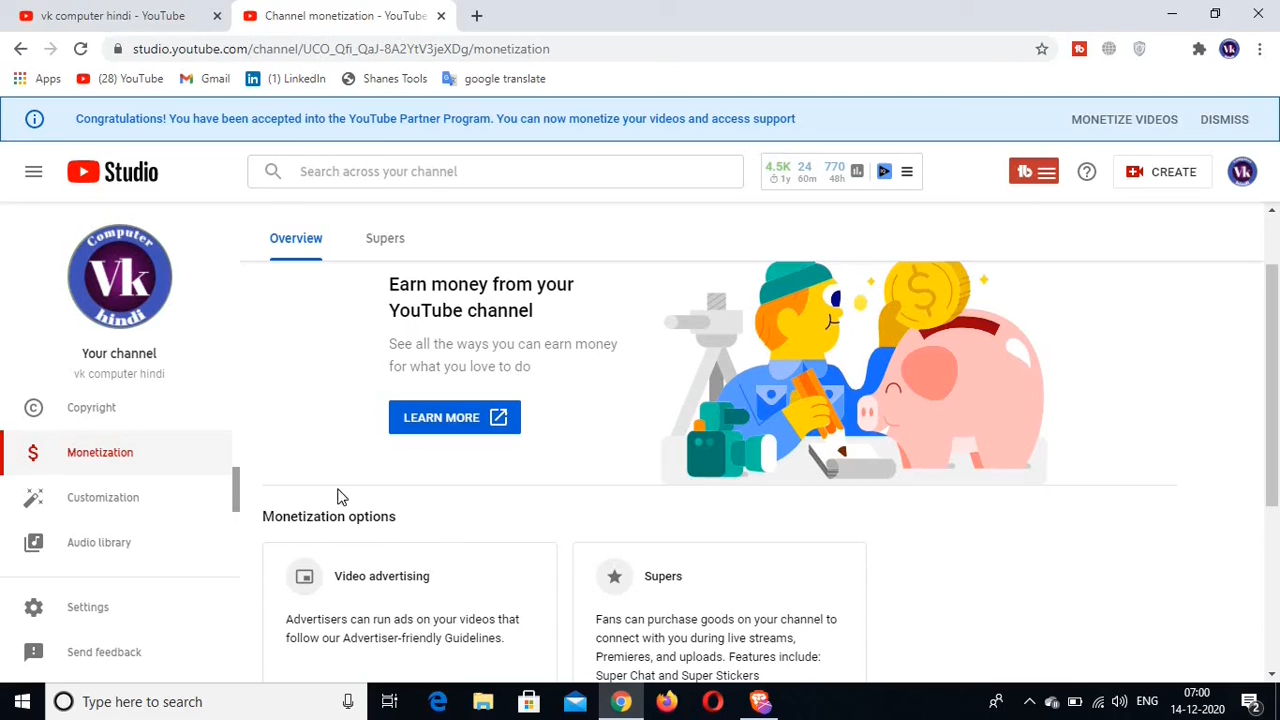 vk computer hindi - YouTube
Channel monetization - YouTube
studio.youtube.com/channel/UCO_Qfi_QaJ-8A2YtV3jeXDg/monetization
Vk
Apps
(28) YouTube
Gmail
(1) LinkedIn
Shanes Tools
google translate
Congratulations! You have been accepted into the YouTube Partner Program. You can now monetize your videos and access support
MONETIZE VIDEOS
DISMISS
Studio
Search across your channel
4.5K 24 770
1y 60m 48h
tb
CREATE
Vk
Computer
Vk
hindi
Your channel
vk computer hindi
Copyright
Monetization
Customization
Audio library
Settings
Send feedback
Overview
Supers
Earn money from your
YouTube channel
See all the ways you can earn money
for what you love to do
LEARN MORE
Monetization options
Video advertising
Advertisers can run ads on your videos that
follow our Advertiser-friendly Guidelines.
Supers
Fans can purchase goods on your channel to
connect with you during live streams,
Premieres, and uploads. Features include:
Super Chat and Super Stickers
Type here to search
ENG
07:00
14-12-2020
2